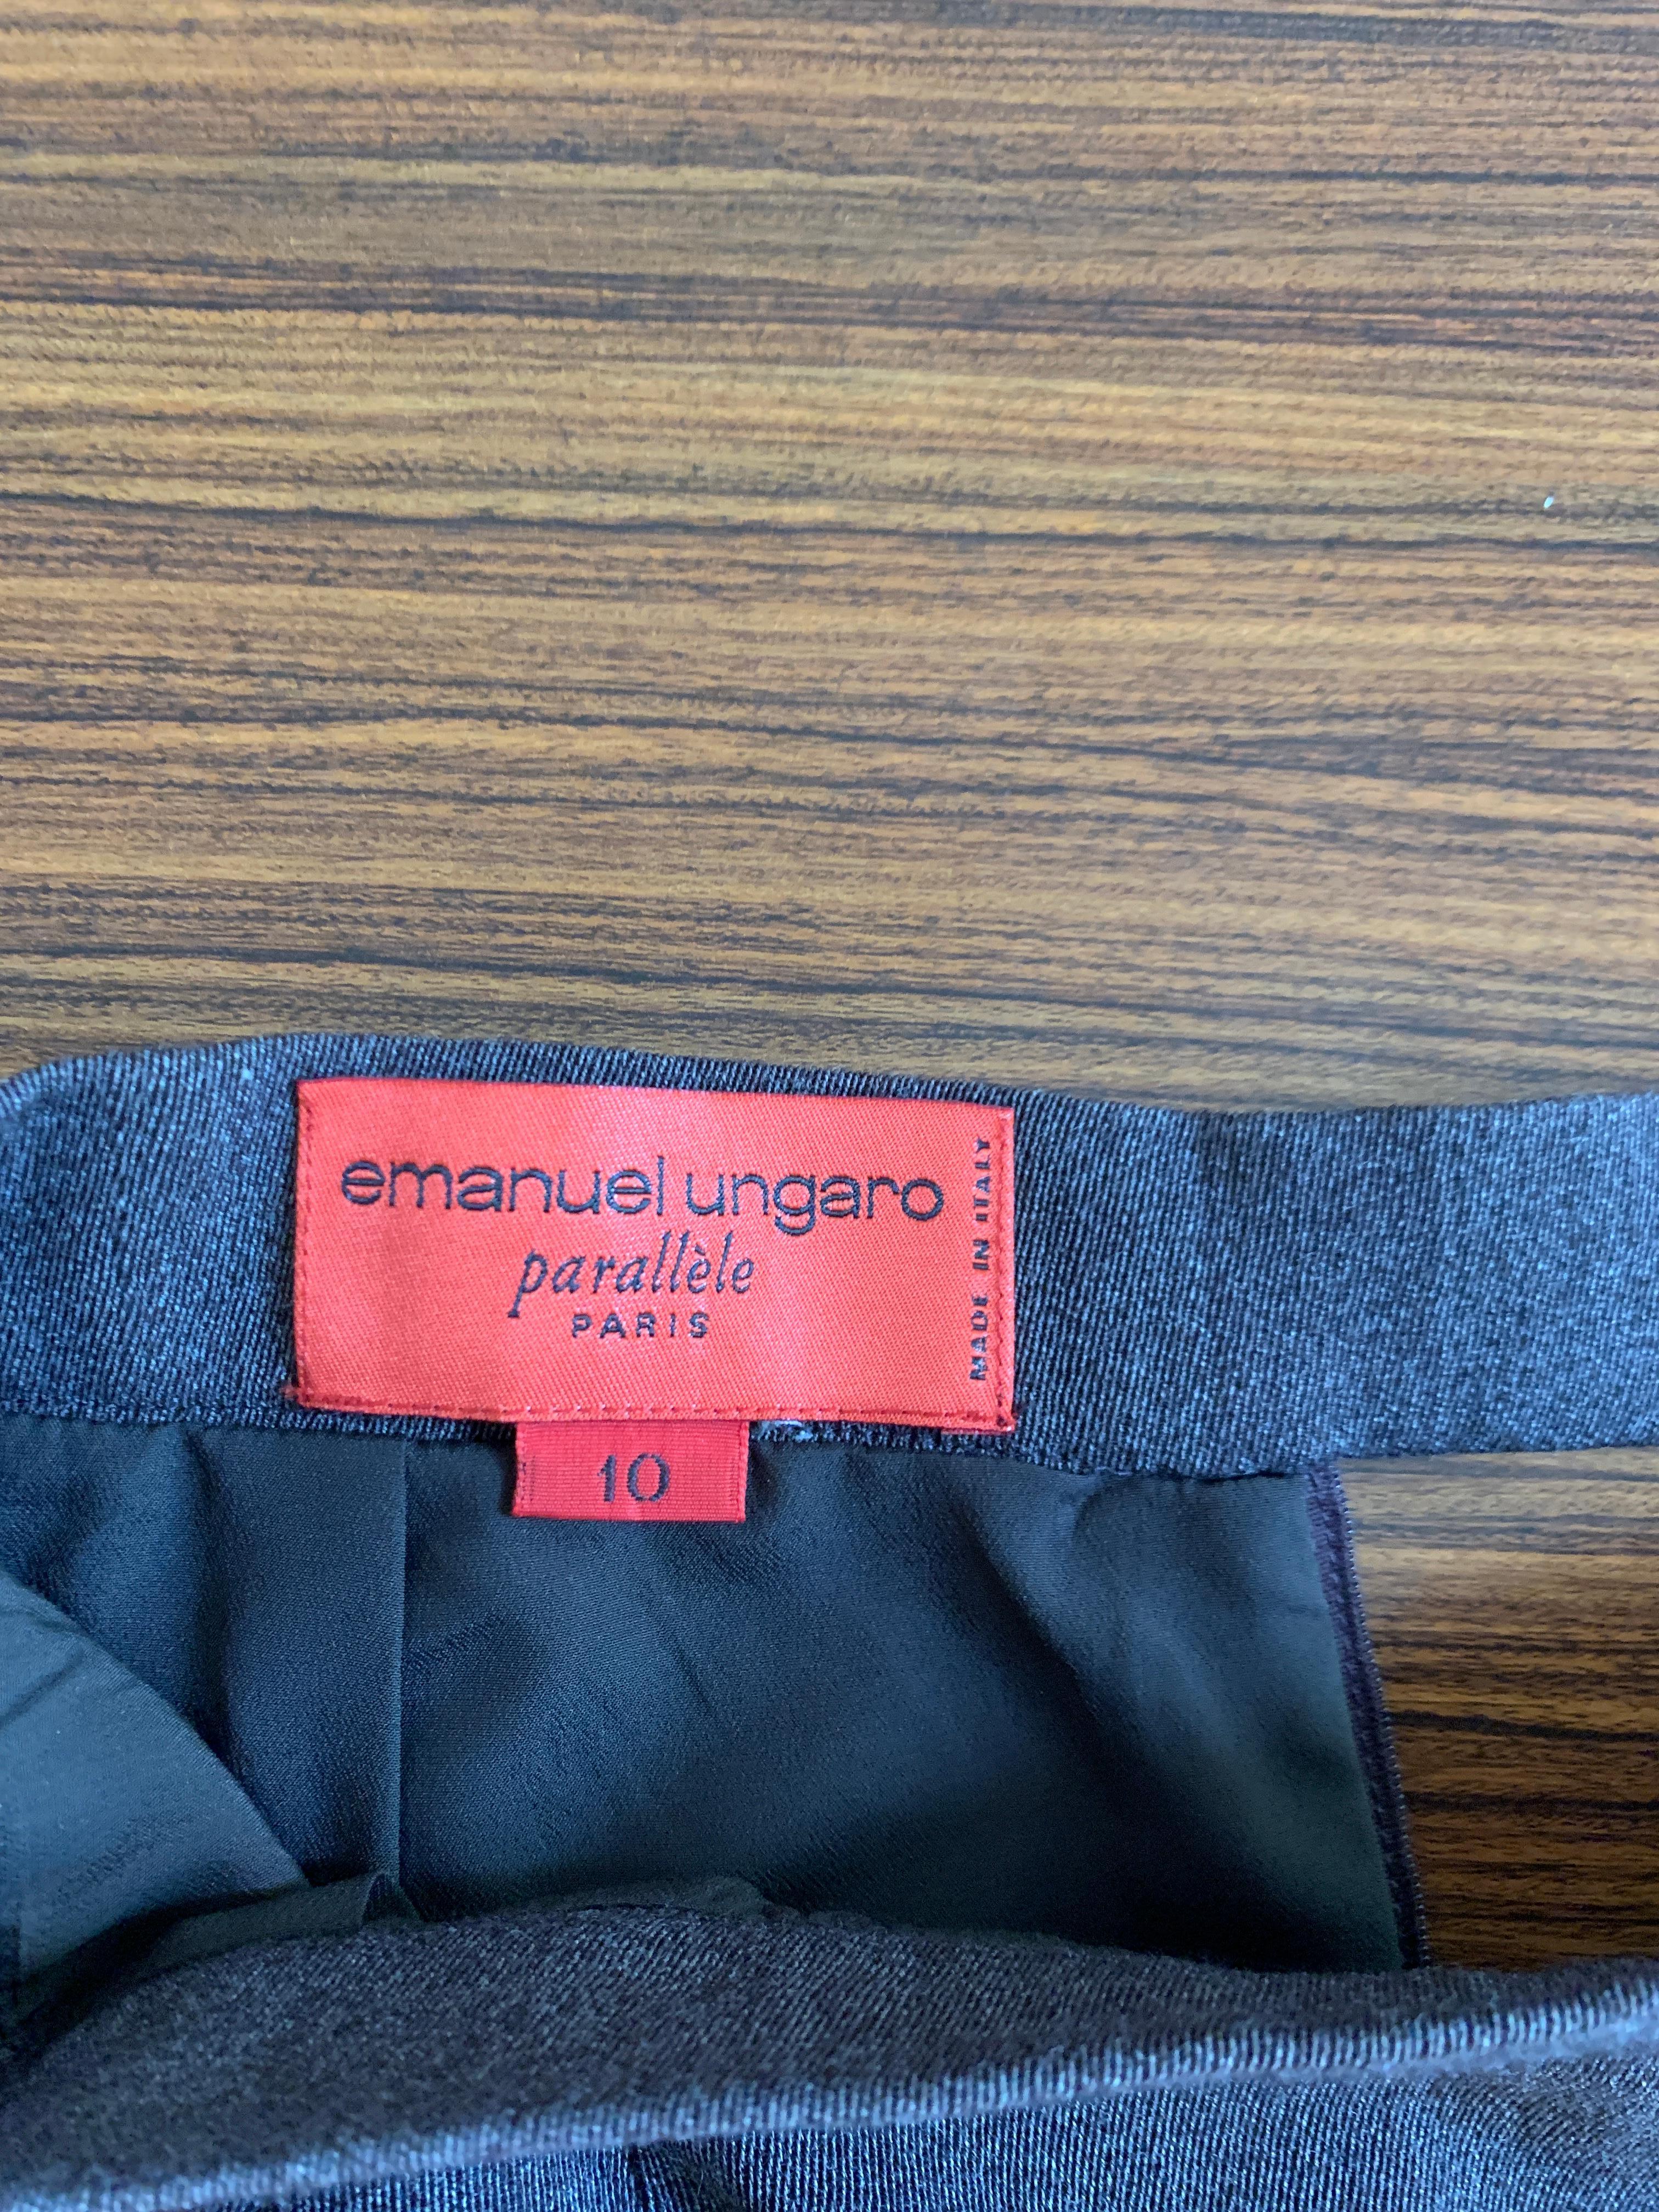 emanuel ungaro
parallèle
PARIS
MADE IN ITALY
10